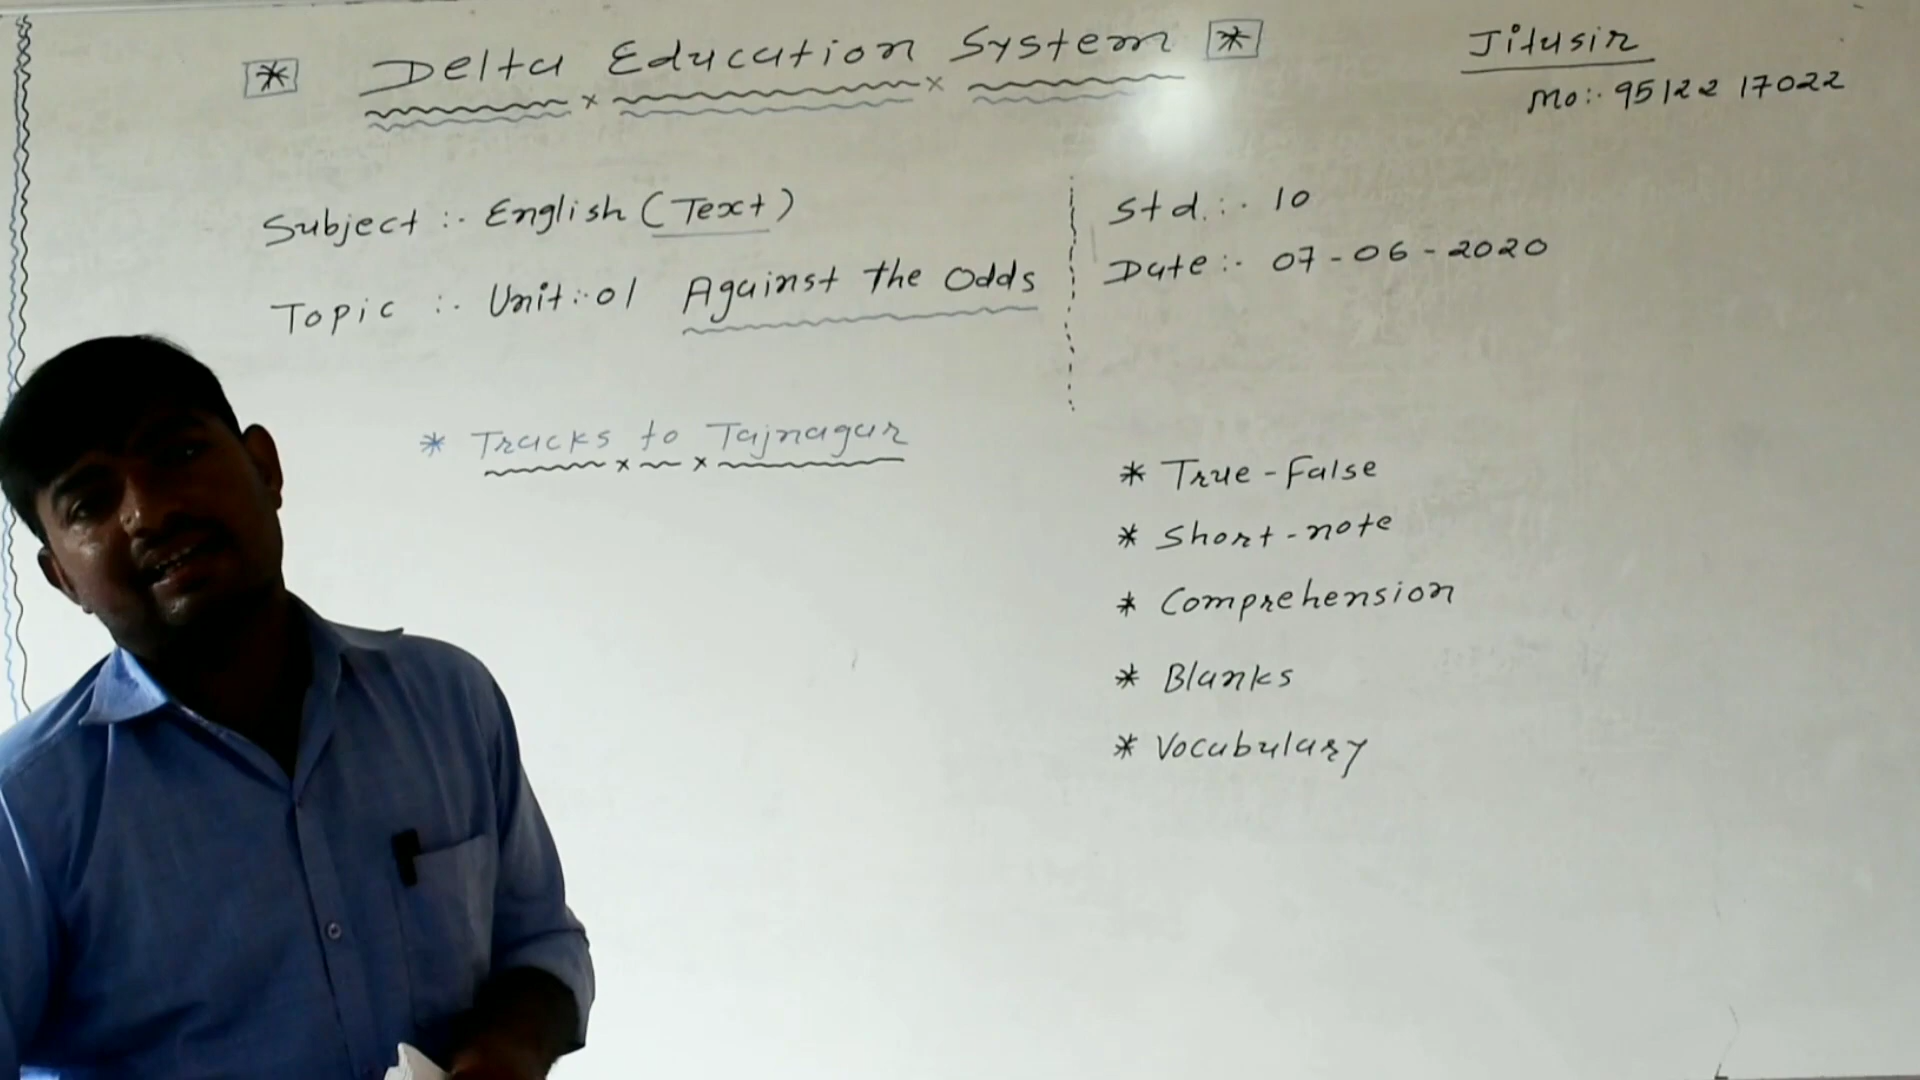 * Delta Education System *
Jitusir
Mo:- 95122 17022
Subject :- English (Text)
Topic :- Unit:-01 Against the Odds
Std. :- 10
Date :- 07-06-2020
* Tracks to Tajnagar
* True-False
* Short-note
* Comprehension
* Blanks
* Vocabulary